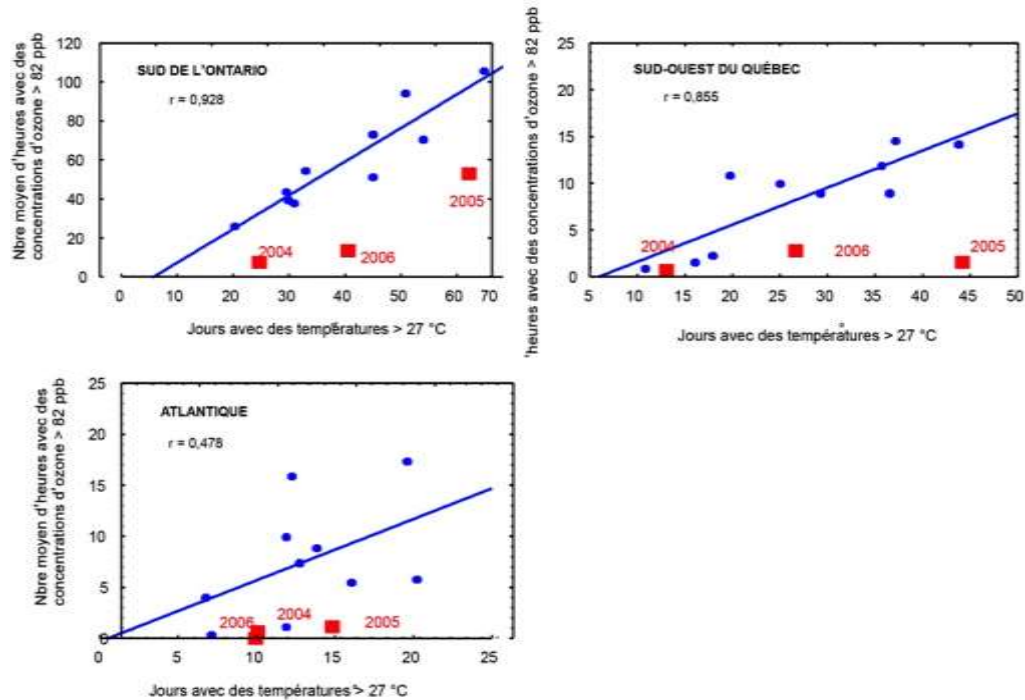 Nbre moyen d'heures avec des
concentrations d'ozone > 82 ppb
120
100
80
60
40
20
0
SUD DE L'ONTARIO
r = 0,928
2004
2006
2005
0 20 30 40 50 60 70
Jours avec des températures > 27 °C
'heures avec des concentrations d'ozone > 82 ppb
25
20
15
10
5
0
SUD-OUEST DU QUÉBEC
r = 0,855
2004
2006
2005
5 10 15 20 25 30 35 40 45 50
Jours avec des températures > 27 °C
Nbre moyen d'heures avec des
concentrations d'ozone > 82 ppb
25
20
15
10
5
0
ATLANTIQUE
r = 0,478
2006
2004
2005
0 5 10 15 20 25
Jours avec des températures > 27 °C